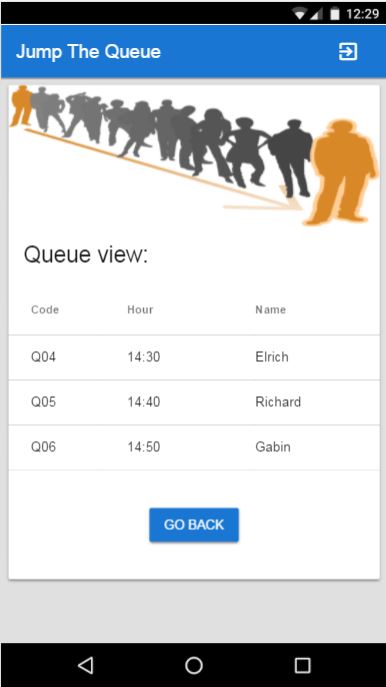 12:29
Jump The Queue
Queue view:
Code Hour Name
Q04 14:30 Elrich
Q05 14:40 Richard
Q06 14:50 Gabin
GO BACK